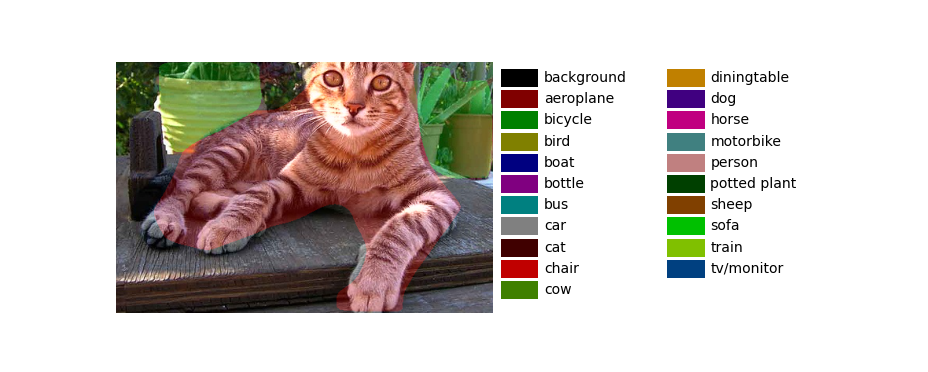 background
aeroplane
bicycle
bird
boat
bottle
bus
car
cat
chair
cow
diningtable
dog
horse
motorbike
person
potted plant
sheep
sofa
train
tv/monitor